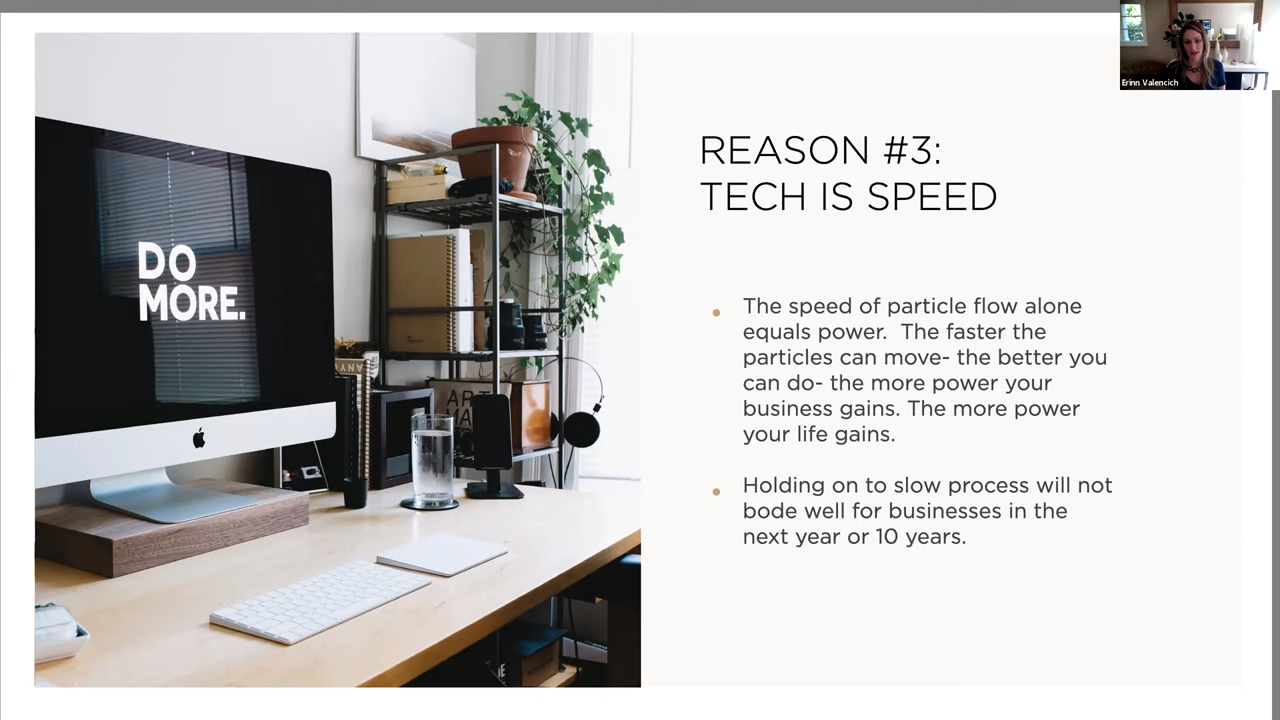 Erinn Valencich
REASON #3:
TECH IS SPEED
DO
MORE.
The speed of particle flow alone
equals power.  The faster the
particles can move- the better you
can do- the more power your
business gains. The more power
your life gains.
Holding on to slow process will not
bode well for businesses in the
next year or 10 years.
ART